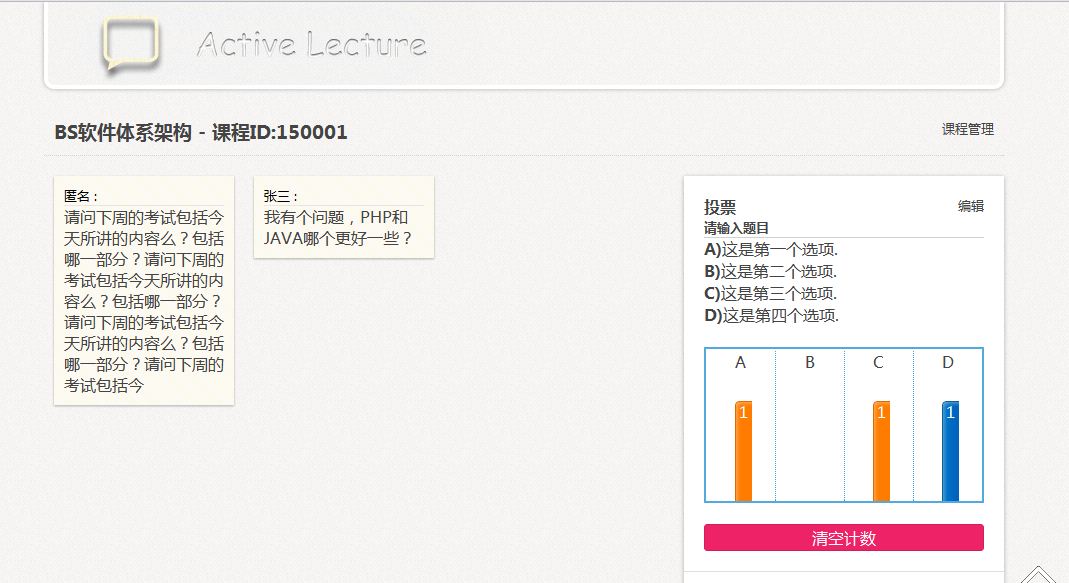 Active Lecture
BS软件体系架构 - 课程ID:150001
课程管理
匿名：
请问下周的考试包括今
天所讲的内容么？包括
哪一部分？请问下周的
考试包括今天所讲的内
容么？包括哪一部分？
请问下周的考试包括今
天所讲的内容么？包括
哪一部分？请问下周的
考试包括今
张三：
我有个问题，PHP和
JAVA哪个更好一些？
投票
编辑
请输入题目
A)这是第一个选项.
B)这是第二个选项.
C)这是第三个选项.
D)这是第四个选项.
A B C D
1 1 1
清空计数